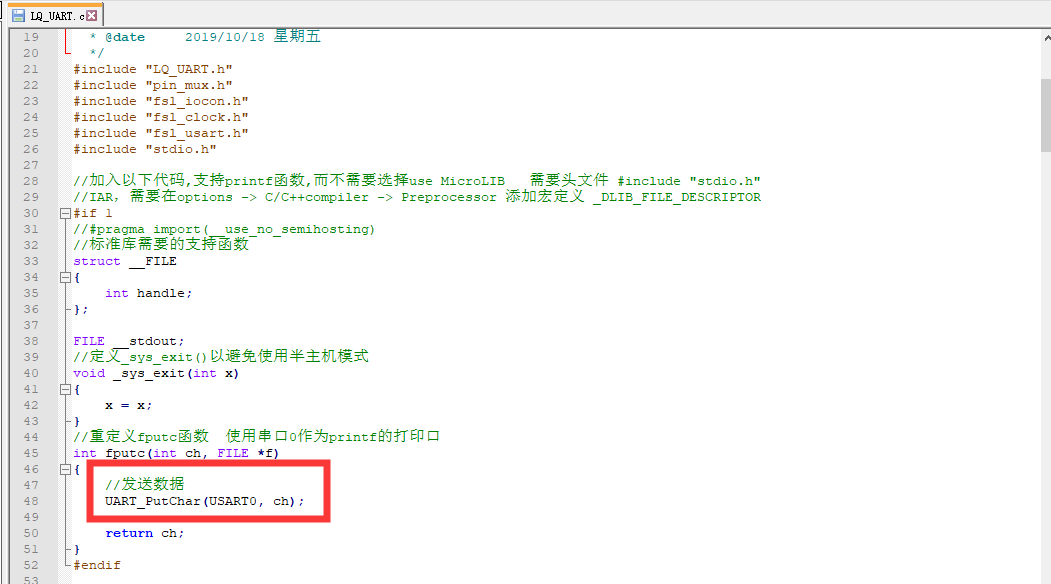 LQ_UART.c
19 * @date 2019/10/18 星期五
20 */
21 #include "LQ_UART.h"
22 #include "pin_mux.h"
23 #include "fsl_iocon.h"
24 #include "fsl_clock.h"
25 #include "fsl_usart.h"
26 #include "stdio.h"
27
28 //加入以下代码,支持printf函数,而不需要选择use MicroLIB 需要头文件 #include "stdio.h"
29 //IAR，需要在options -> C/C++compiler -> Preprocessor 添加宏定义 _DLIB_FILE_DESCRIPTOR
30 #if 1
31 //#pragma import(__use_no_semihosting)
32 //标准库需要的支持函数
33 struct __FILE
34 {
35 int handle;
36 };
37
38 FILE __stdout;
39 //定义_sys_exit()以避免使用半主机模式
40 void _sys_exit(int x)
41 {
42 x = x;
43 }
44 //重定义fputc函数 使用串口0作为printf的打印口
45 int fputc(int ch, FILE *f)
46 {
47 //发送数据
48 UART_PutChar(USART0, ch);
49
50 return ch;
51 }
52 #endif
53